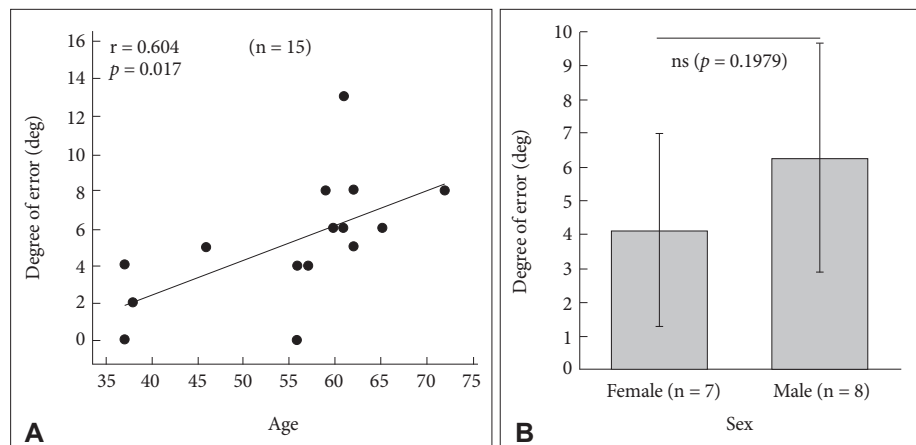 r = 0.604 (n = 15)
p = 0.017
Degree of error (deg)
16
14
12
10
8
6
4
2
0
35 40 45 50 55 60 65 70 75
Age
A
ns (p = 0.1979)
Degree of error (deg)
10
9
8
7
6
5
4
3
2
1
0
Female (n = 7) Male (n = 8)
Sex
B